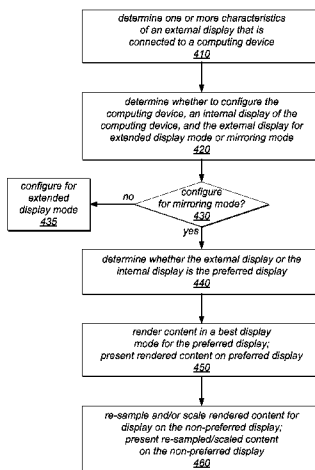 determine one or more characteristics
of an external display that is
connected to a computing device
410
determine whether to configure the
computing device, an internal display of the
computing device, and the external display for
extended display mode or mirroring mode
420
configure
for mirroring mode?
430
no
configure for
extended
display mode
435
yes
determine whether the external display or the
internal display is the preferred display
440
render content in a best display
mode for the preferred display;
present rendered content on preferred display
450
re-sample and/or scale rendered content for
display on the non-preferred display;
present re-sampled/scaled content
on the non-preferred display
460